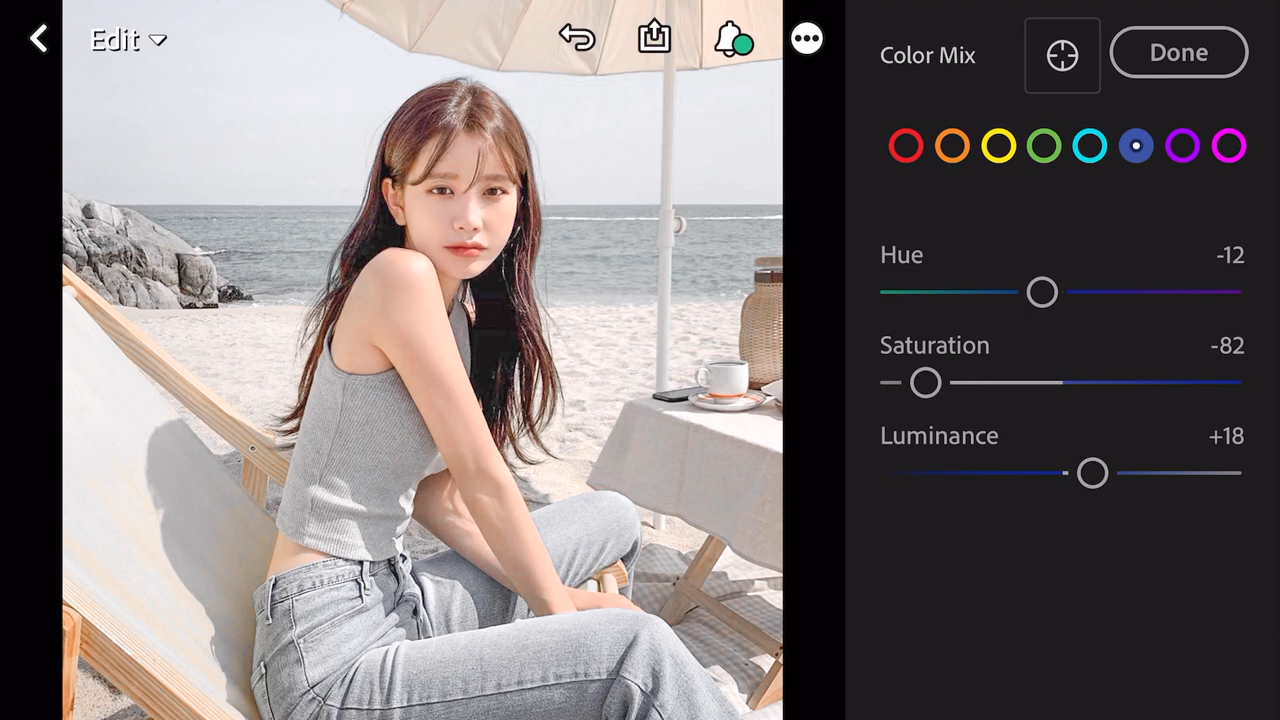 Edit
Color Mix
Done
Hue
-12
Saturation
-82
Luminance
+18